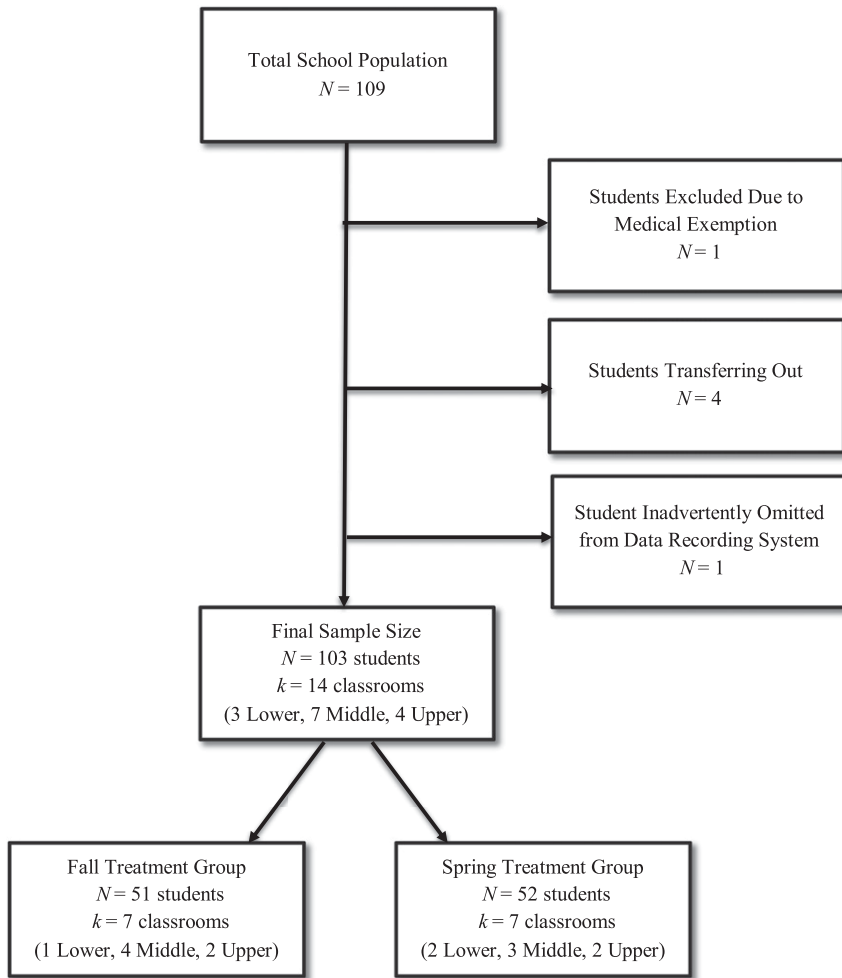 Total School Population
N = 109
Students Excluded Due to
Medical Exemption
N = 1
Students Transferring Out
N = 4
Student Inadvertently Omitted
from Data Recording System
N = 1
Final Sample Size
N = 103 students
k = 14 classrooms
(3 Lower, 7 Middle, 4 Upper)
Fall Treatment Group
N = 51 students
k = 7 classrooms
(1 Lower, 4 Middle, 2 Upper)
Spring Treatment Group
N = 52 students
k = 7 classrooms
(2 Lower, 3 Middle, 2 Upper)